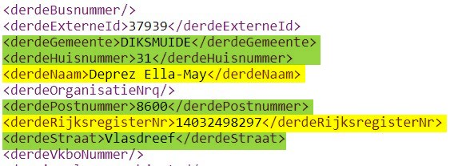 <derdeBusnummer/>
<derdeExterneId>37939</derdeExterneId>
<derdeGemeente>DIKSMUIDE</derdeGemeente>
<derdeHuisnummer>31</derdeHuisnummer>
<derdeNaam>Deprez Ella-May</derdeNaam>
<derdeOrganisatieNrq/>
<derdePostnummer>8600</derdePostnummer>
<derdeRijksregisterNr>14032498297</derdeRijksregisterNr>
<derdeStraat>Vlasdreef</derdeStraat>
<derdeVkboNummer/>